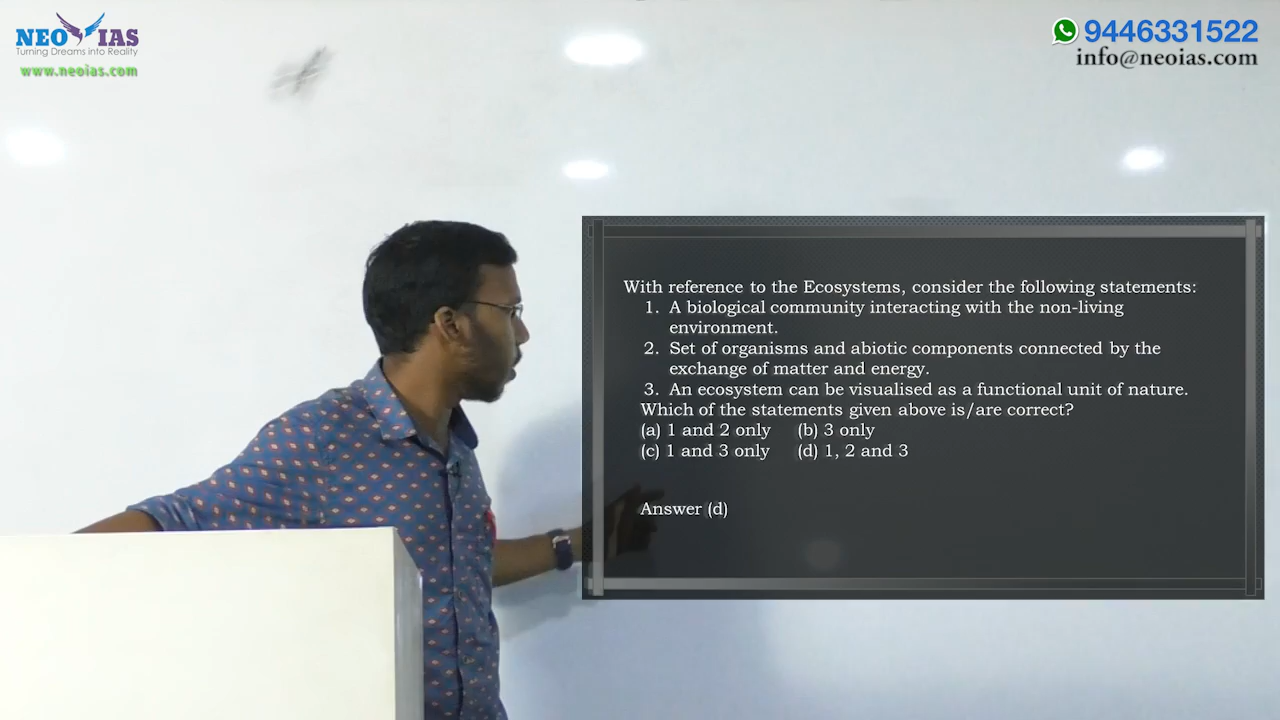 NEO IAS
Turning Dreams into Reality
www.neoias.com
9446331522
info@neoias.com
With reference to the Ecosystems, consider the following statements:
1. A biological community interacting with the non-living
environment.
2. Set of organisms and abiotic components connected by the
exchange of matter and energy.
3. An ecosystem can be visualised as a functional unit of nature.
Which of the statements given above is/are correct?
(a) 1 and 2 only (b) 3 only
(c) 1 and 3 only (d) 1, 2 and 3
Answer (d)